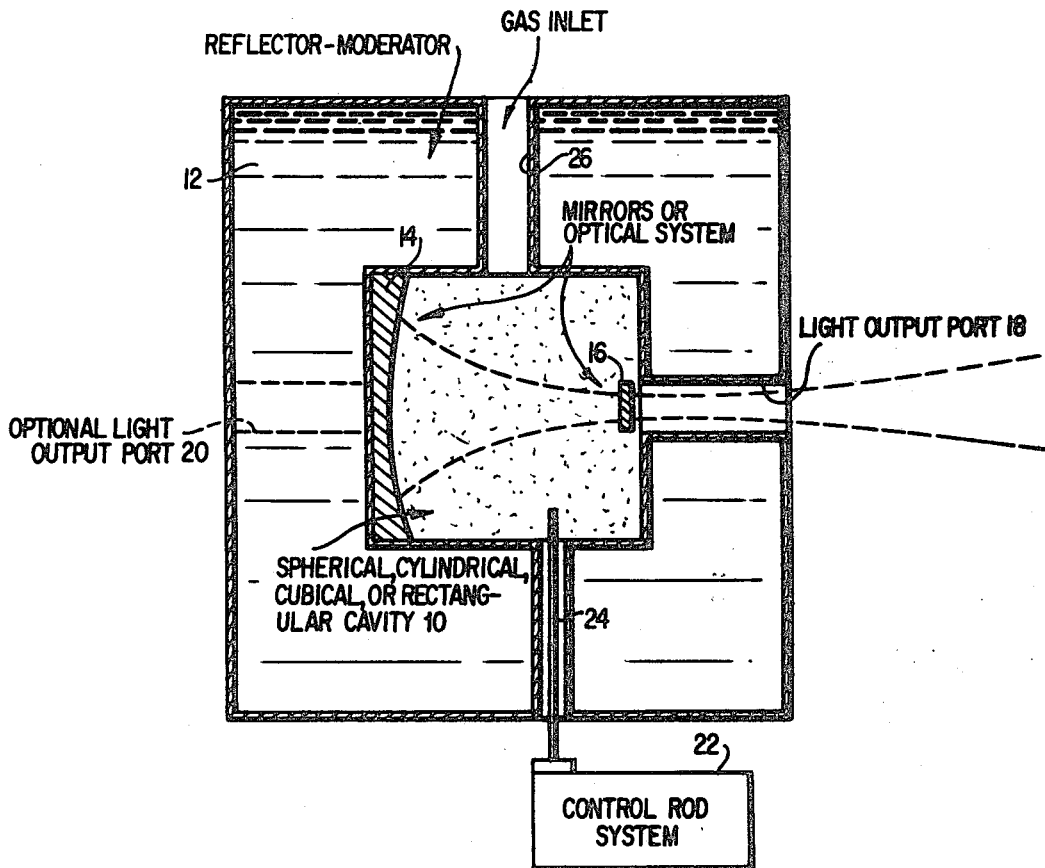 GAS INLET
REFLECTOR-MODERATOR
12
26
MIRRORS OR
OPTICAL SYSTEM
14
16
LIGHT OUTPUT PORT 18
OPTIONAL LIGHT
OUTPUT PORT 20
SPHERICAL, CYLINDRICAL,
CUBICAL, OR RECTANG-
ULAR CAVITY 10
24
22
CONTROL ROD
SYSTEM